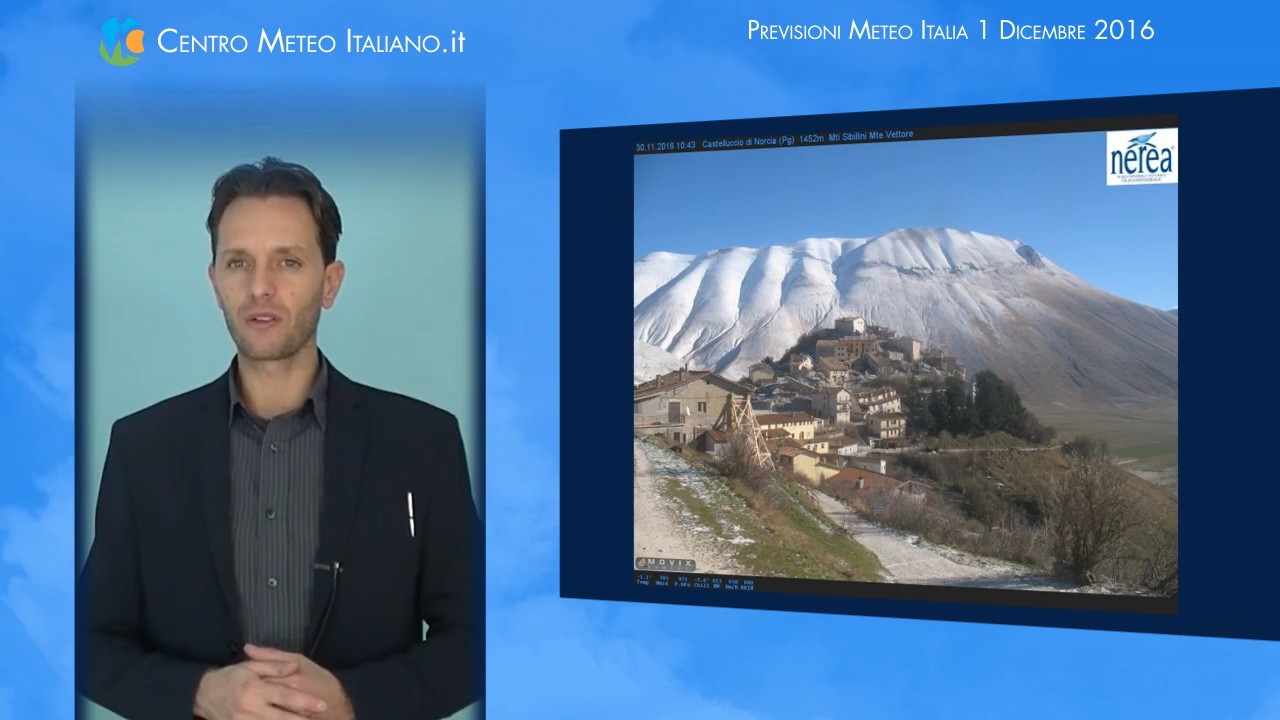 Centro Meteo Italiano.it
Previsioni Meteo Italia 1 Dicembre 2016
30.11.2016 10:43 Castelluccio di Norcia (Pg) 1452m Mti Sibillini Mte Vettore
nerea
MOVIX